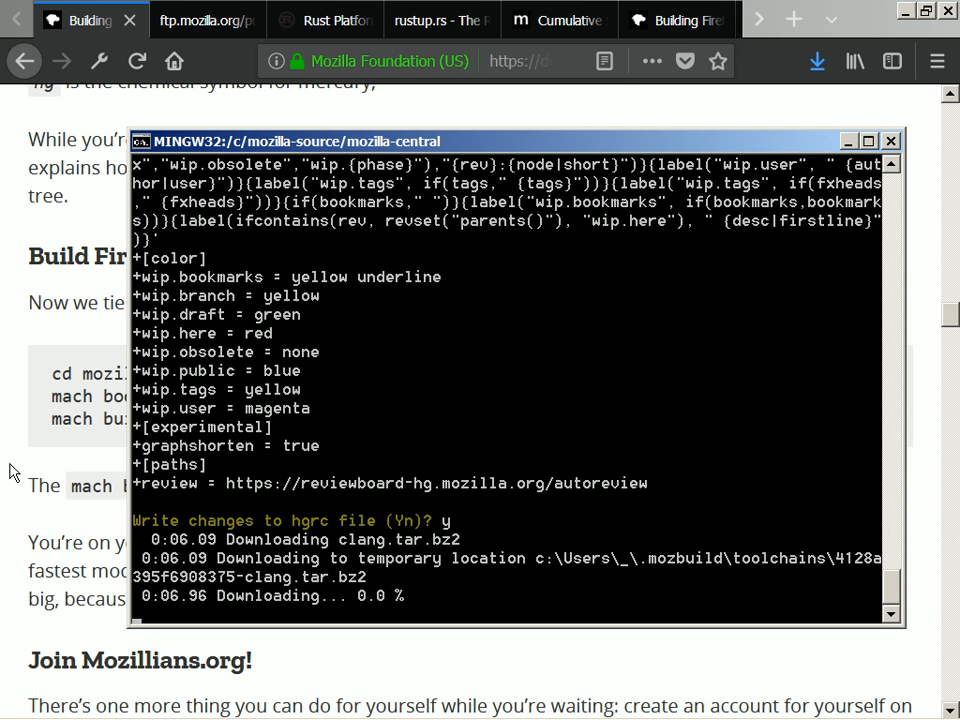 Building
ftp.mozilla.org/p
Rust Platfor
rustup.rs - The R
Cumulative
Building Fire
Mozilla Foundation (US)
https://d
hg is the chemical symbol for mercury,
While you're
explains ho
tree.
Build Fir
Now we tie
cd mozil
mach boo
mach bui
The mach b
You're on y
fastest mod
big, becaus
MINGW32:/c/mozilla-source/mozilla-central
x","wip.obsolete","wip.{phase}"),"{rev}:{node|short}")}{label("wip.user", " {aut
hor|user}")}{label("wip.tags", if(tags," {tags}"))}{label("wip.tags", if(fxheads
," {fxheads}"))}{if(bookmarks," ")}{label("wip.bookmarks", if(bookmarks,bookmark
s))}{label(ifcontains(rev, revset("parents()"), "wip.here"), " {desc|firstline}"
)}'
+[color]
+wip.bookmarks = yellow underline
+wip.branch = yellow
+wip.draft = green
+wip.here = red
+wip.obsolete = none
+wip.public = blue
+wip.tags = yellow
+wip.user = magenta
+[experimental]
+graphshorten = true
+[paths]
+review = https://reviewboard-hg.mozilla.org/autoreview
Write changes to hgrc file (Yn)? y
0:06.09 Downloading clang.tar.bz2
0:06.09 Downloading to temporary location c:\Users\_\.mozbuild\toolchains\4128a
395f6908375-clang.tar.bz2
0:06.96 Downloading... 0.0 %
Join Mozillians.org!
There's one more thing you can do for yourself while you're waiting: create an account for yourself on